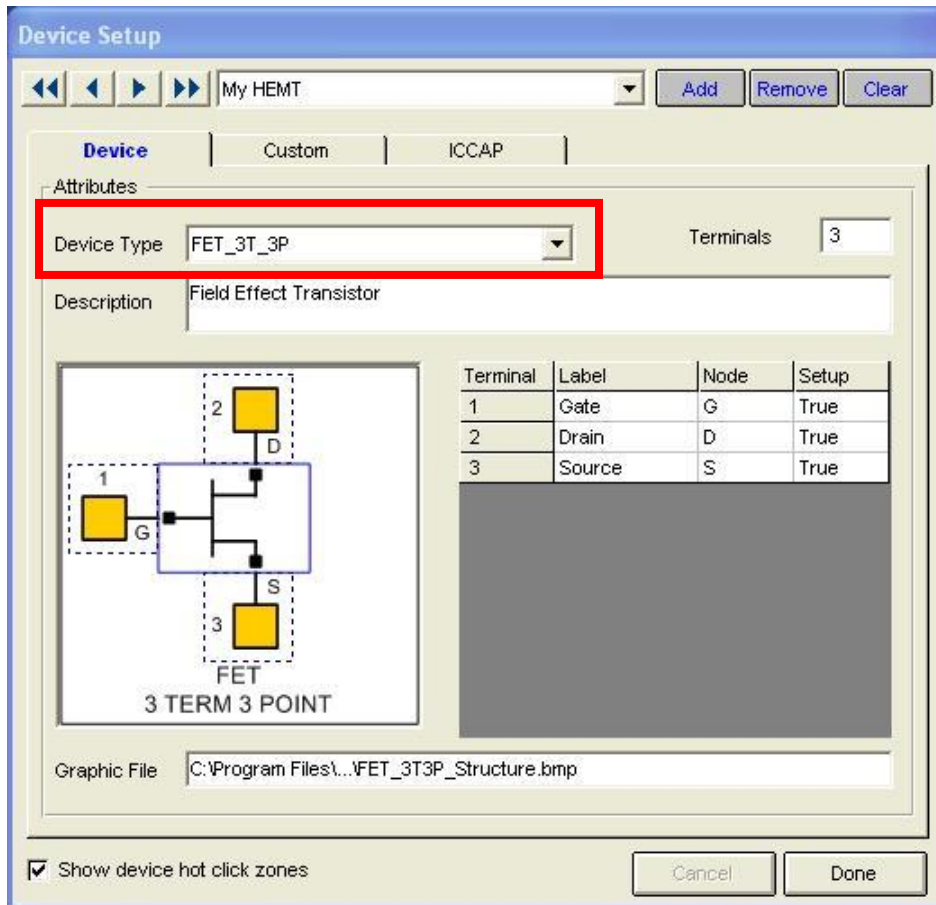 Device Setup
My HEMT Add Remove Clear
Device Custom ICCAP
Attributes
Device Type FET_3T_3P Terminals 3
Description Field Effect Transistor
Terminal Label Node Setup
1 Gate G True
2 Drain D True
3 Source S True
2
D
1
G
S
3
FET
3 TERM 3 POINT
Graphic File C:\Program Files\...\FET_3T3P_Structure.bmp
Show device hot click zones Cancel Done